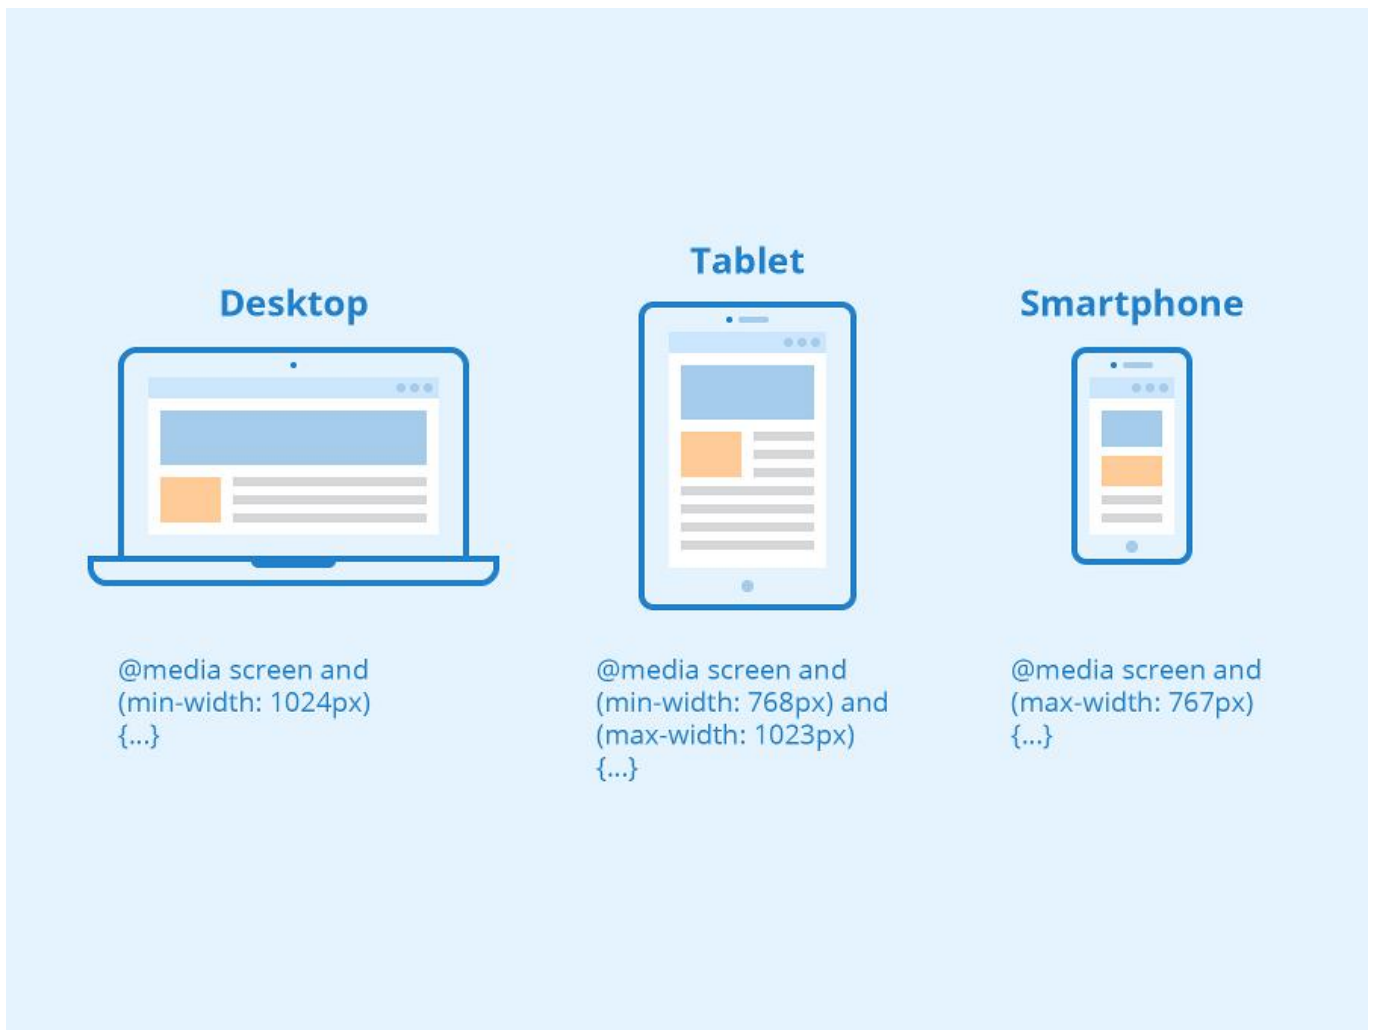 Desktop
@media screen and
(min-width: 1024px)
{...}
Tablet
@media screen and
(min-width: 768px) and
(max-width: 1023px)
{...}
Smartphone
@media screen and
(max-width: 767px)
{...}